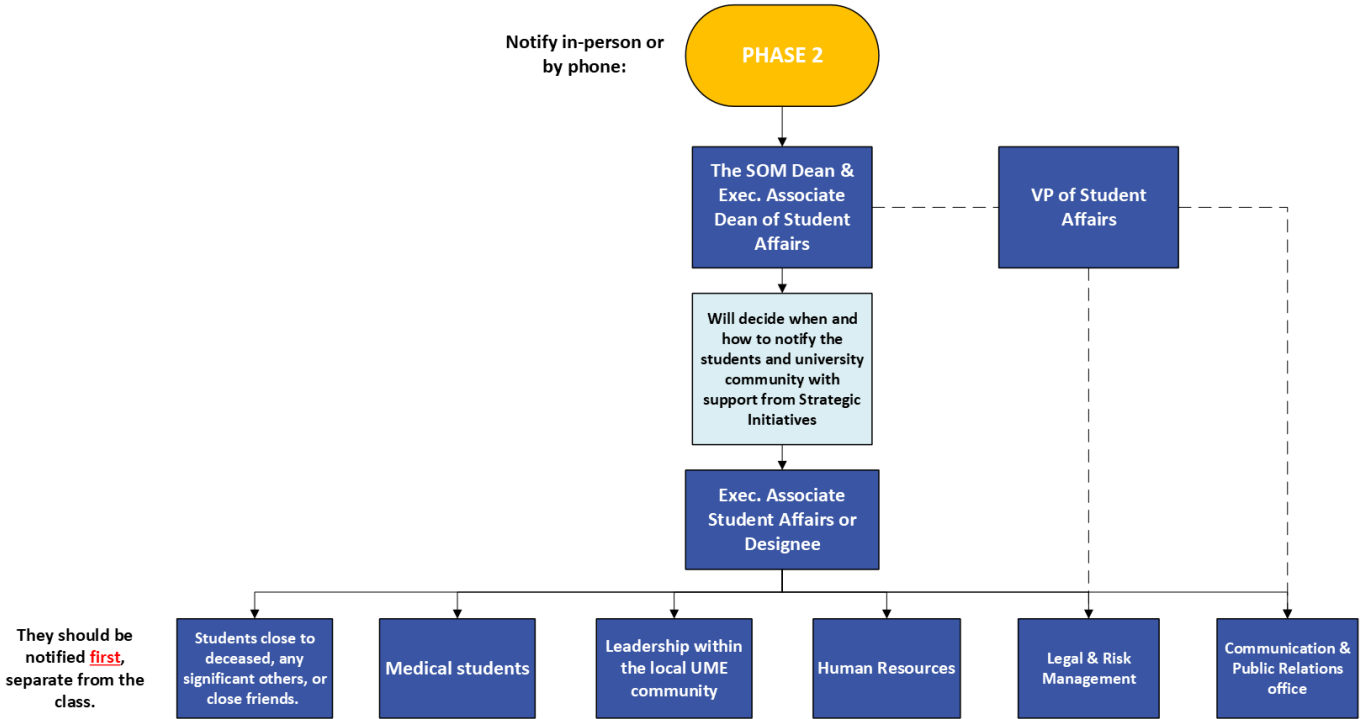 Notify in-person or
by phone:
PHASE 2
The SOM Dean &
Exec. Associate
Dean of Student
Affairs
VP of Student
Affairs
Will decide when and
how to notify the
students and university
community with
support from Strategic
Initiatives
Exec. Associate
Student Affairs or
Designee
They should be
notified first,
separate from the
class.
Students close to
deceased, any
significant others, or
close friends.
Medical students
Leadership within
the local UME
community
Human Resources
Legal & Risk
Management
Communication &
Public Relations
office